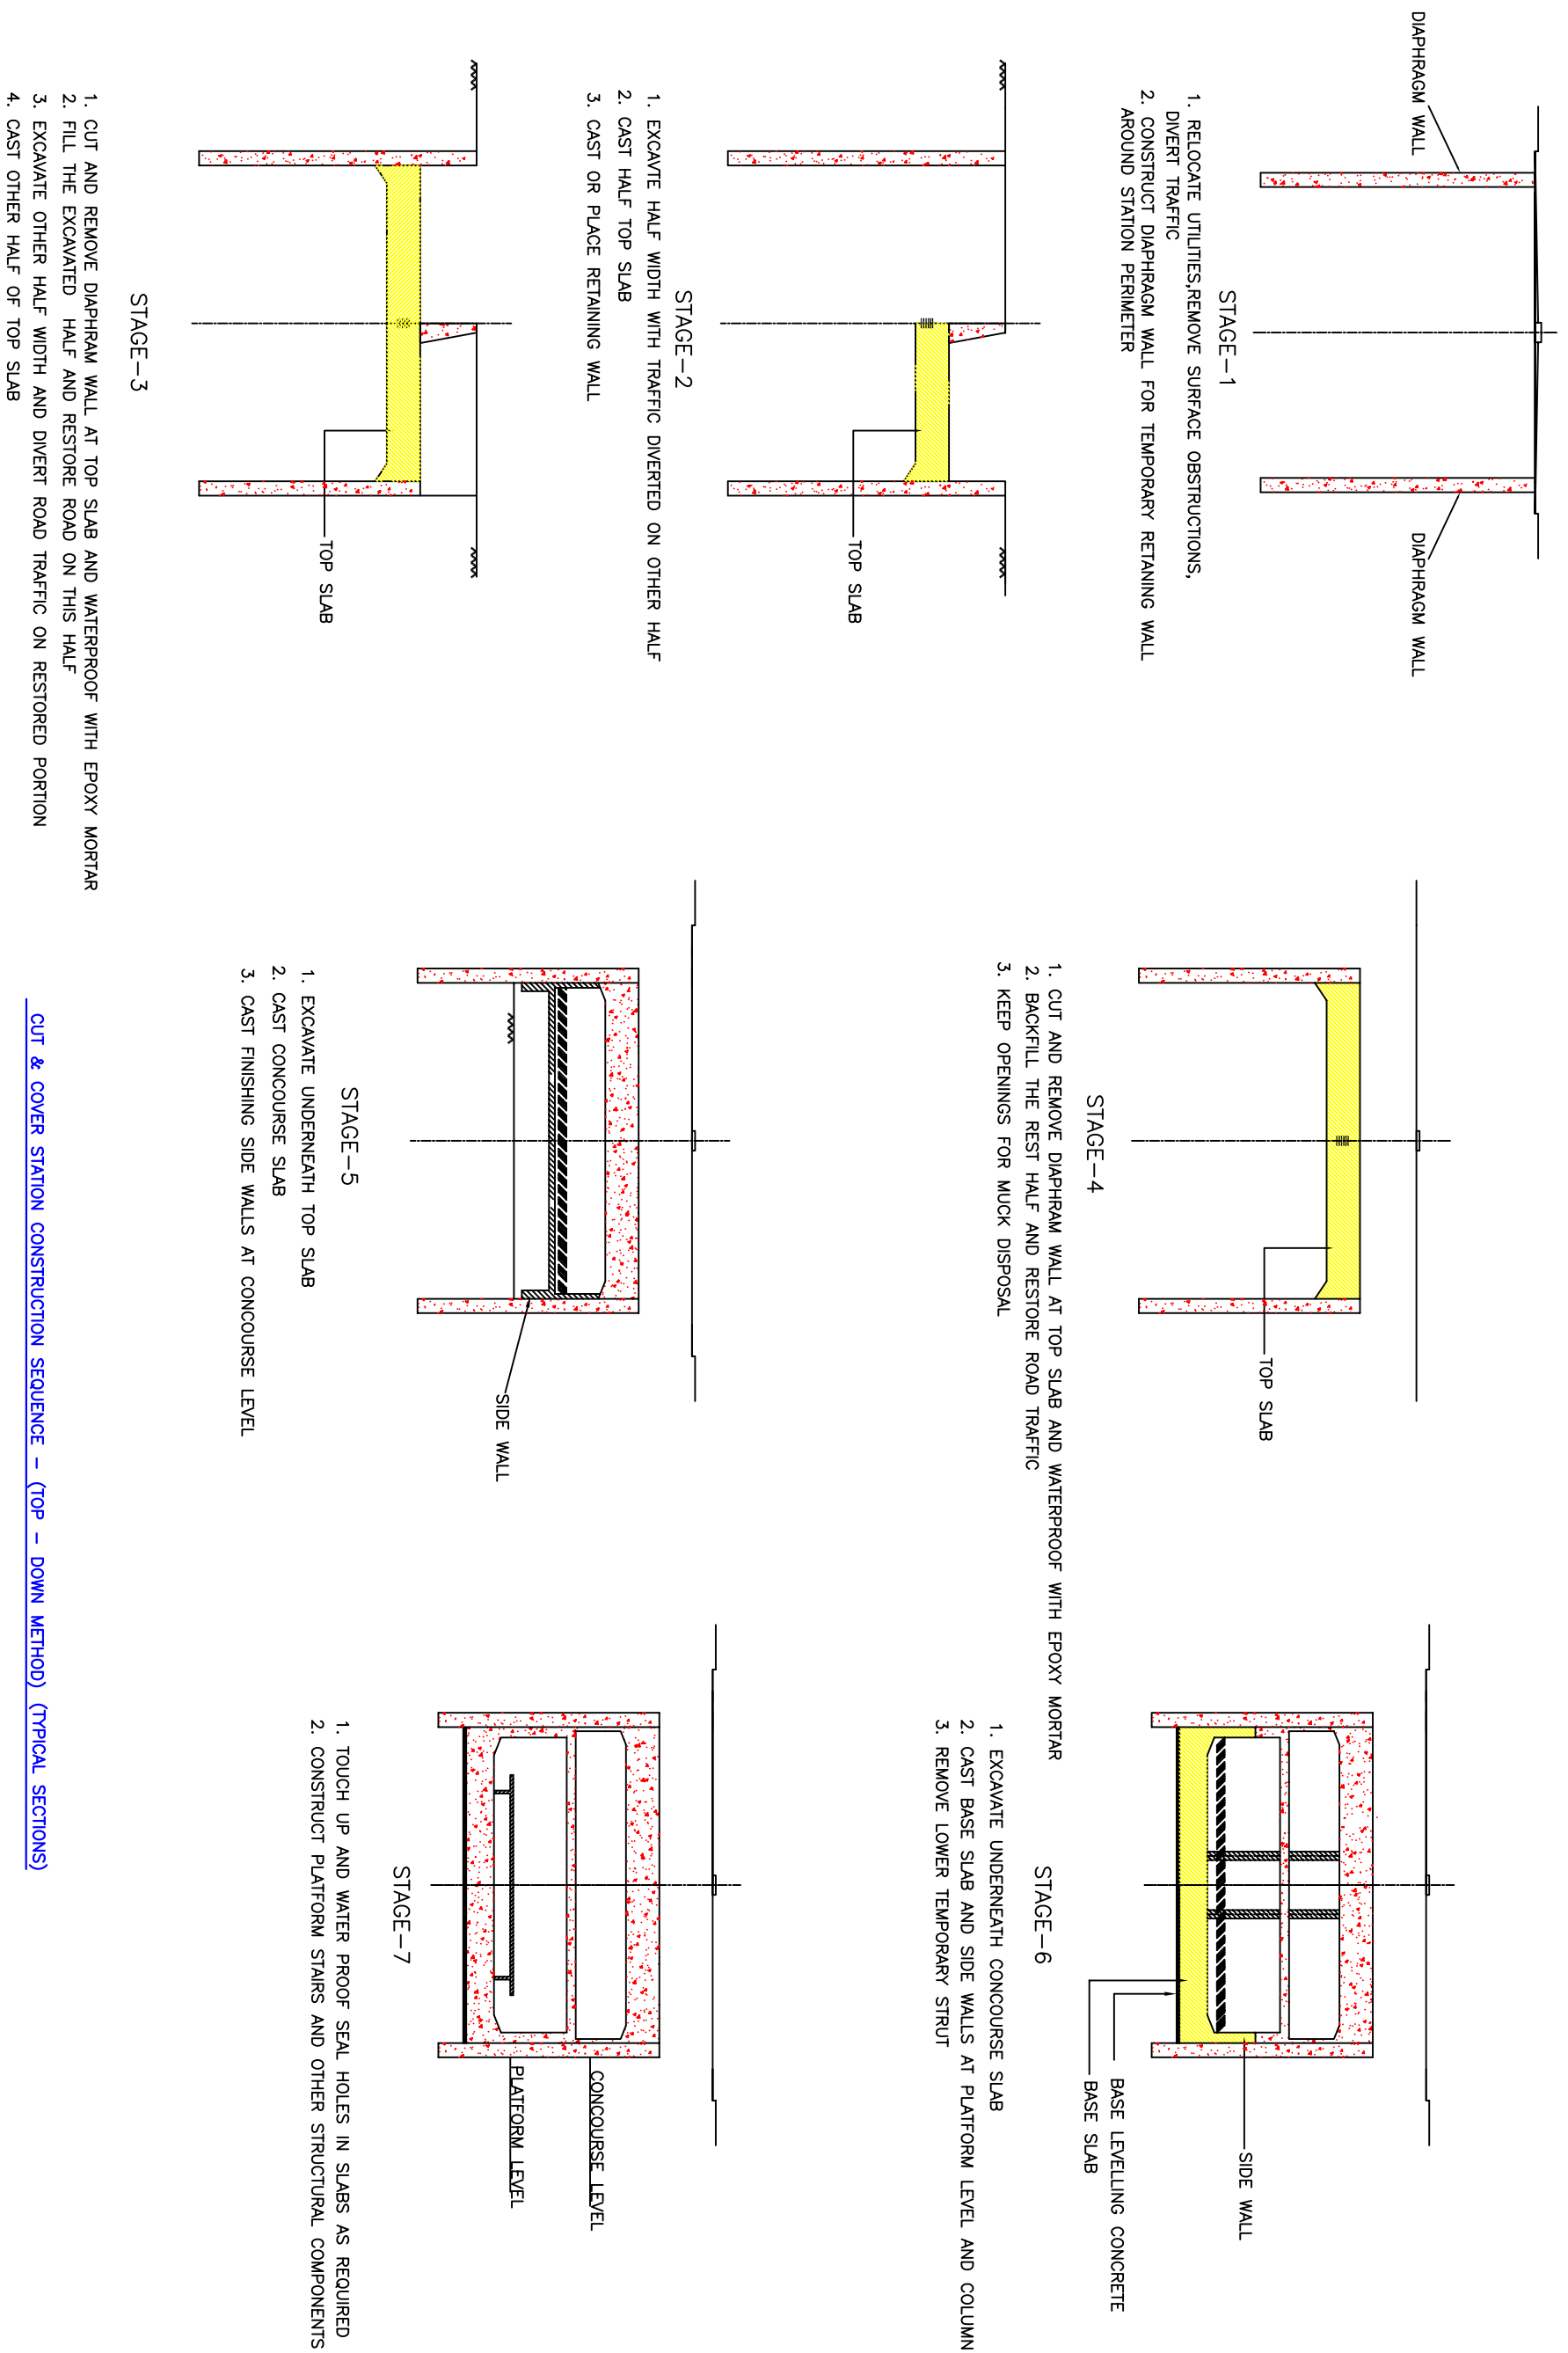 DIAPHRAGM WALL
DIAPHRAGM WALL
STAGE-1
1. RELOCATE UTILITIES,REMOVE SURFACE OBSTRUCTIONS,
DIVERT TRAFFIC
2. CONSTRUCT DIAPHRAGM WALL FOR TEMPORARY RETANING WALL
AROUND STATION PERIMETER
TOP SLAB
STAGE-2
1. EXCAVTE HALF WIDTH WITH TRAFFIC DIVERTED ON OTHER HALF
2. CAST HALF TOP SLAB
3. CAST OR PLACE RETAINING WALL
TOP SLAB
STAGE-3
1. CUT AND REMOVE DIAPHRAM WALL AT TOP SLAB AND WATERPROOF WITH EPOXY MORTAR
2. FILL THE EXCAVATED HALF AND RESTORE ROAD ON THIS HALF
3. EXCAVATE OTHER HALF WIDTH AND DIVERT ROAD TRAFFIC ON RESTORED PORTION
4. CAST OTHER HALF OF TOP SLAB
TOP SLAB
STAGE-4
1. CUT AND REMOVE DIAPHRAM WALL AT TOP SLAB AND WATERPROOF WITH EPOXY MORTAR
2. BACKFILL THE REST HALF AND RESTORE ROAD TRAFFIC
3. KEEP OPENINGS FOR MUCK DISPOSAL
SIDE WALL
STAGE-5
1. EXCAVATE UNDERNEATH TOP SLAB
2. CAST CONCOURSE SLAB
3. CAST FINISHING SIDE WALLS AT CONCOURSE LEVEL
SIDE WALL
BASE LEVELLING CONCRETE
BASE SLAB
STAGE-6
1. EXCAVATE UNDERNEATH CONCOURSE SLAB
2. CAST BASE SLAB AND SIDE WALLS AT PLATFORM LEVEL AND COLUMN
3. REMOVE LOWER TEMPORARY STRUT
CONCOURSE LEVEL
PLATFORM LEVEL
STAGE-7
1. TOUCH UP AND WATER PROOF SEAL HOLES IN SLABS AS REQUIRED
2. CONSTRUCT PLATFORM STAIRS AND OTHER STRUCTURAL COMPONENTS
CUT & COVER STATION CONSTRUCTION SEQUENCE - (TOP - DOWN METHOD) (TYPICAL SECTIONS)